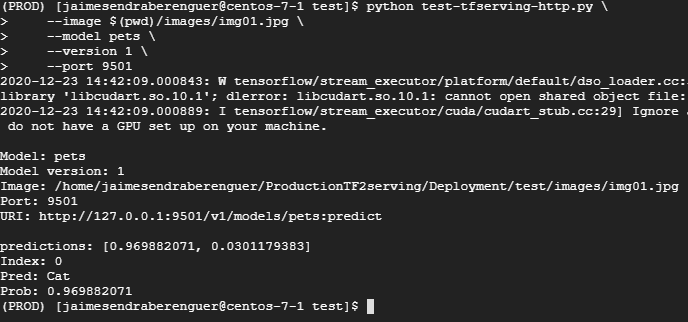 (PROD) [jaimesendraberenguer@centos-7-1 test]$ python test-tfserving-http.py \
>     --image $(pwd)/images/img01.jpg \
>     --model pets \
>     --version 1 \
>     --port 9501
2020-12-23 14:42:09.000843: W tensorflow/stream_executor/platform/default/dso_loader.cc:
library 'libcudart.so.10.1'; dlerror: libcudart.so.10.1: cannot open shared object file:
2020-12-23 14:42:09.000889: I tensorflow/stream_executor/cuda/cudart_stub.cc:29] Ignore
do not have a GPU set up on your machine.
Model: pets
Model version: 1
Image: /home/jaimesendraberenguer/ProductionTF2serving/Deployment/test/images/img01.jpg
Port: 9501
URI: http://127.0.0.1:9501/v1/models/pets:predict
predictions: [0.969882071, 0.0301179383]
Index: 0
Pred: Cat
Prob: 0.969882071
(PROD) [jaimesendraberenguer@centos-7-1 test]$